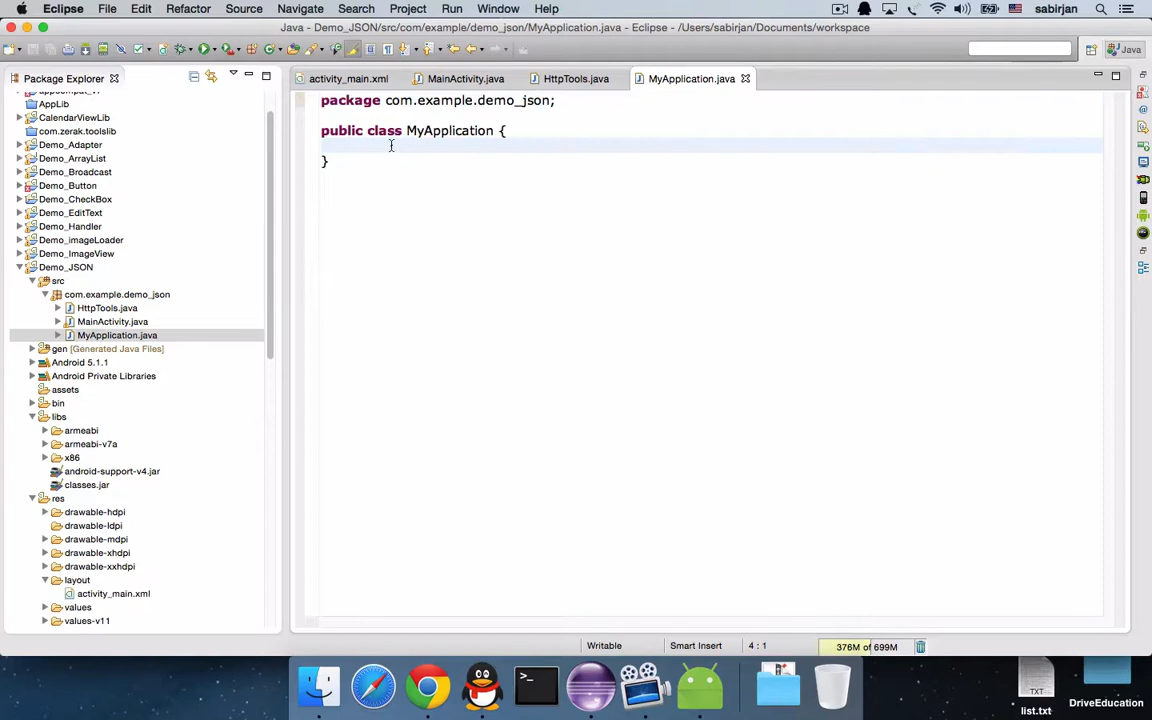 Eclipse File Edit Refactor Source Navigate Search Project Run Window Help sabirjan
Java - Demo_JSON/src/com/example/demo_json/MyApplication.java - Eclipse - /Users/sabirjan/Documents/workspace
Java
Package Explorer
activity_main.xml MainActivity.java HttpTools.java MyApplication.java
AppLib
CalendarViewLib
com.zerak.toolslib
Demo_Adapter
Demo_ArrayList
Demo_Broadcast
Demo_Button
Demo_CheckBox
Demo_EditText
Demo_Handler
Demo_imageLoader
Demo_ImageView
Demo_JSON
src
com.example.demo_json
HttpTools.java
MainActivity.java
MyApplication.java
gen [Generated Java Files]
Android 5.1.1
Android Private Libraries
assets
bin
libs
armeabi
armeabi-v7a
x86
android-support-v4.jar
classes.jar
res
drawable-hdpi
drawable-ldpi
drawable-mdpi
drawable-xhdpi
drawable-xxhdpi
layout
activity_main.xml
values
values-v11
package com.example.demo_json;
public class MyApplication {
}
Writable Smart Insert 4 : 1 376M of 699M
TXT
list.txt
DriveEducation